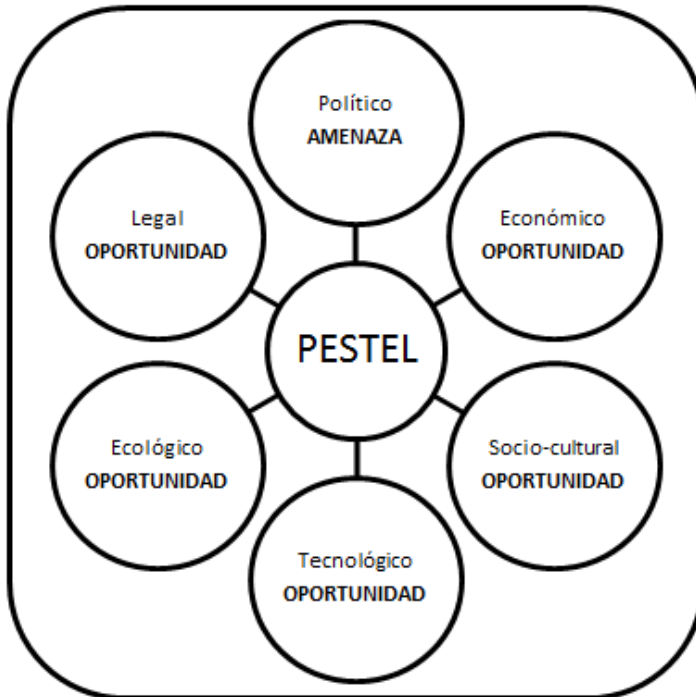 Político
AMENAZA
Legal
OPORTUNIDAD
Económico
OPORTUNIDAD
PESTEL
Ecológico
OPORTUNIDAD
Socio-cultural
OPORTUNIDAD
Tecnológico
OPORTUNIDAD